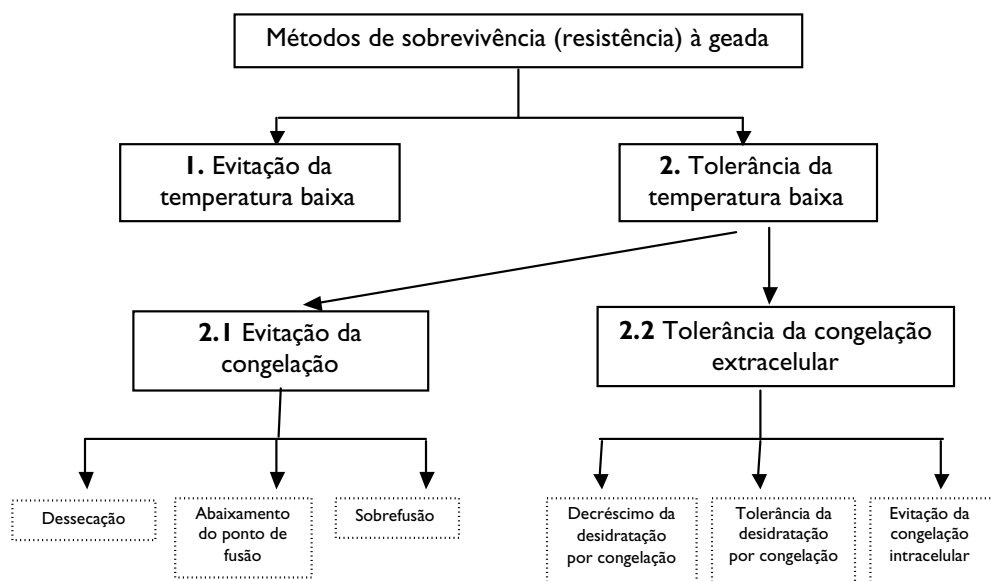 Métodos de sobrevivência (resistência) à geada
1. Evitação da
temperatura baixa
2. Tolerância da
temperatura baixa
2.1 Evitação da
congelação
2.2 Tolerância da congelação
extracelular
Dessecação
Abaixamento
do ponto de
fusão
Sobrefusão
Decréscimo da
desidratação
por congelação
Tolerância da
desidratação
por congelação
Evitação da
congelação
intracelular